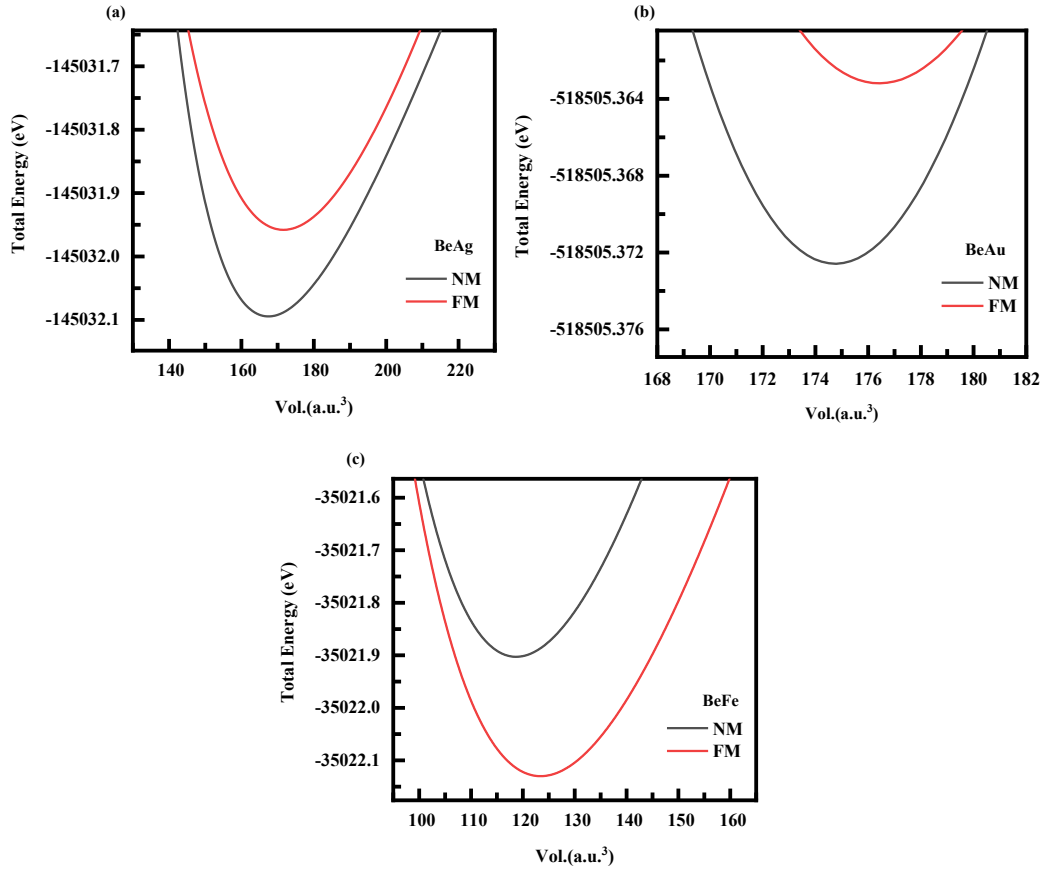 (a)
-145031.7
-145031.8
-145031.9
-145032.0
-145032.1
Total Energy (eV)
BeAg
NM
FM
140 160 180 200 220
Vol.(a.u.³)
(b)
-518505.364
-518505.368
-518505.372
-518505.376
Total Energy (eV)
BeAu
NM
FM
168 170 172 174 176 178 180 182
Vol.(a.u.³)
(c)
-35021.6
-35021.7
-35021.8
-35021.9
-35022.0
-35022.1
Total Energy (eV)
BeFe
NM
FM
100 110 120 130 140 150 160
Vol.(a.u.³)